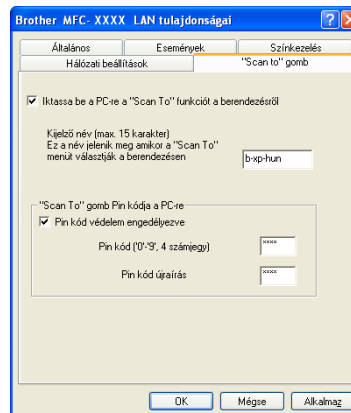 Brother MFC- XXXX LAN tulajdonságai
Általános Események Színkezelés
Hálózati beállítások "Scan to" gomb
Iktassa be a PC-re a "Scan To" funkciót a berendezésről
Kijelző név (max. 15 karakter)
Ez a név jelenik meg amikor a "Scan To"
menüt választják a berendezésen
b-xp-hun
"Scan To" gomb Pin kódja a PC-re
Pin kód védelem engedélyezve
Pin kód ('0'-'9', 4 számjegy) xxxx
Pin kód újraírás xxxx
OK Mégse Alkalmaz